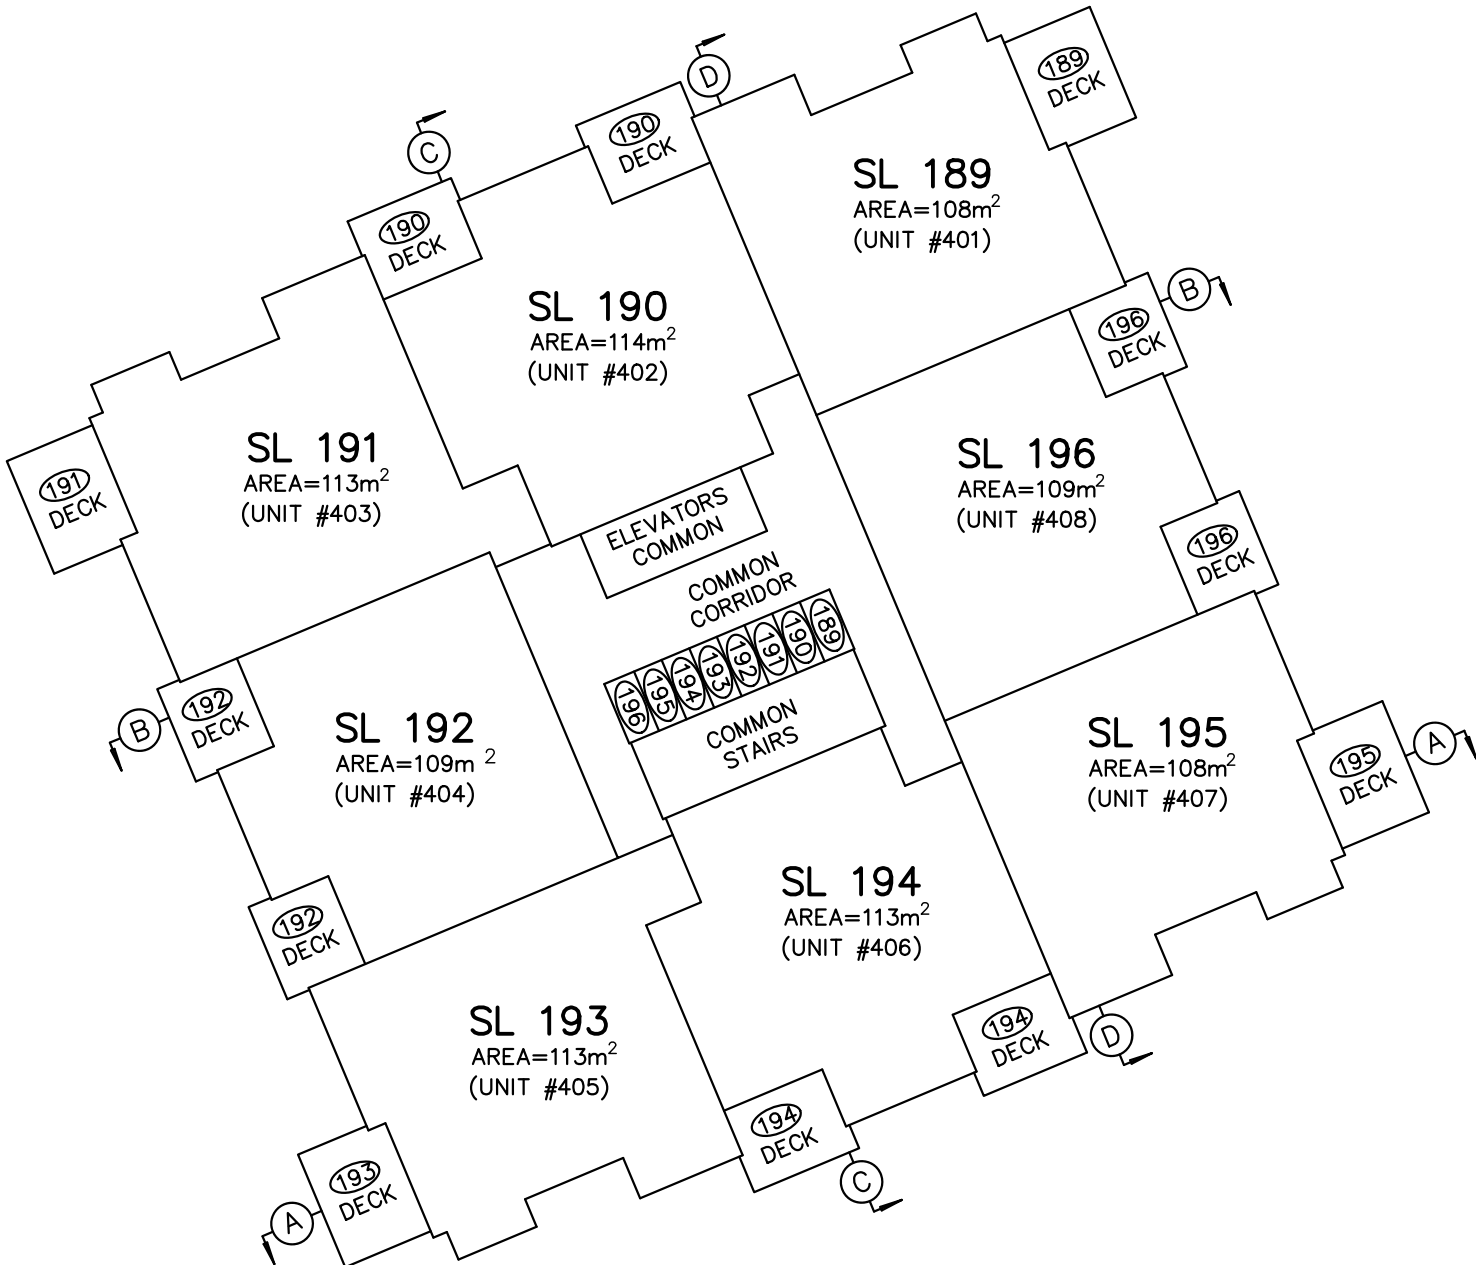 D
189
DECK
C
190
DECK
190
DECK
SL 189
AREA=108m²
(UNIT #401)
B
196
DECK
SL 190
AREA=114m²
(UNIT #402)
SL 191
AREA=113m²
(UNIT #403)
191
DECK
SL 196
AREA=109m²
(UNIT #408)
196
DECK
ELEVATORS
COMMON
COMMON
CORRIDOR
196 195 194 193 192 191 190 189
COMMON
STAIRS
192
DECK
B
SL 192
AREA=109m ²
(UNIT #404)
SL 195
AREA=108m²
(UNIT #407)
195
DECK
A
192
DECK
SL 194
AREA=113m²
(UNIT #406)
SL 193
AREA=113m²
(UNIT #405)
194
DECK
D
194
DECK
C
193
DECK
A